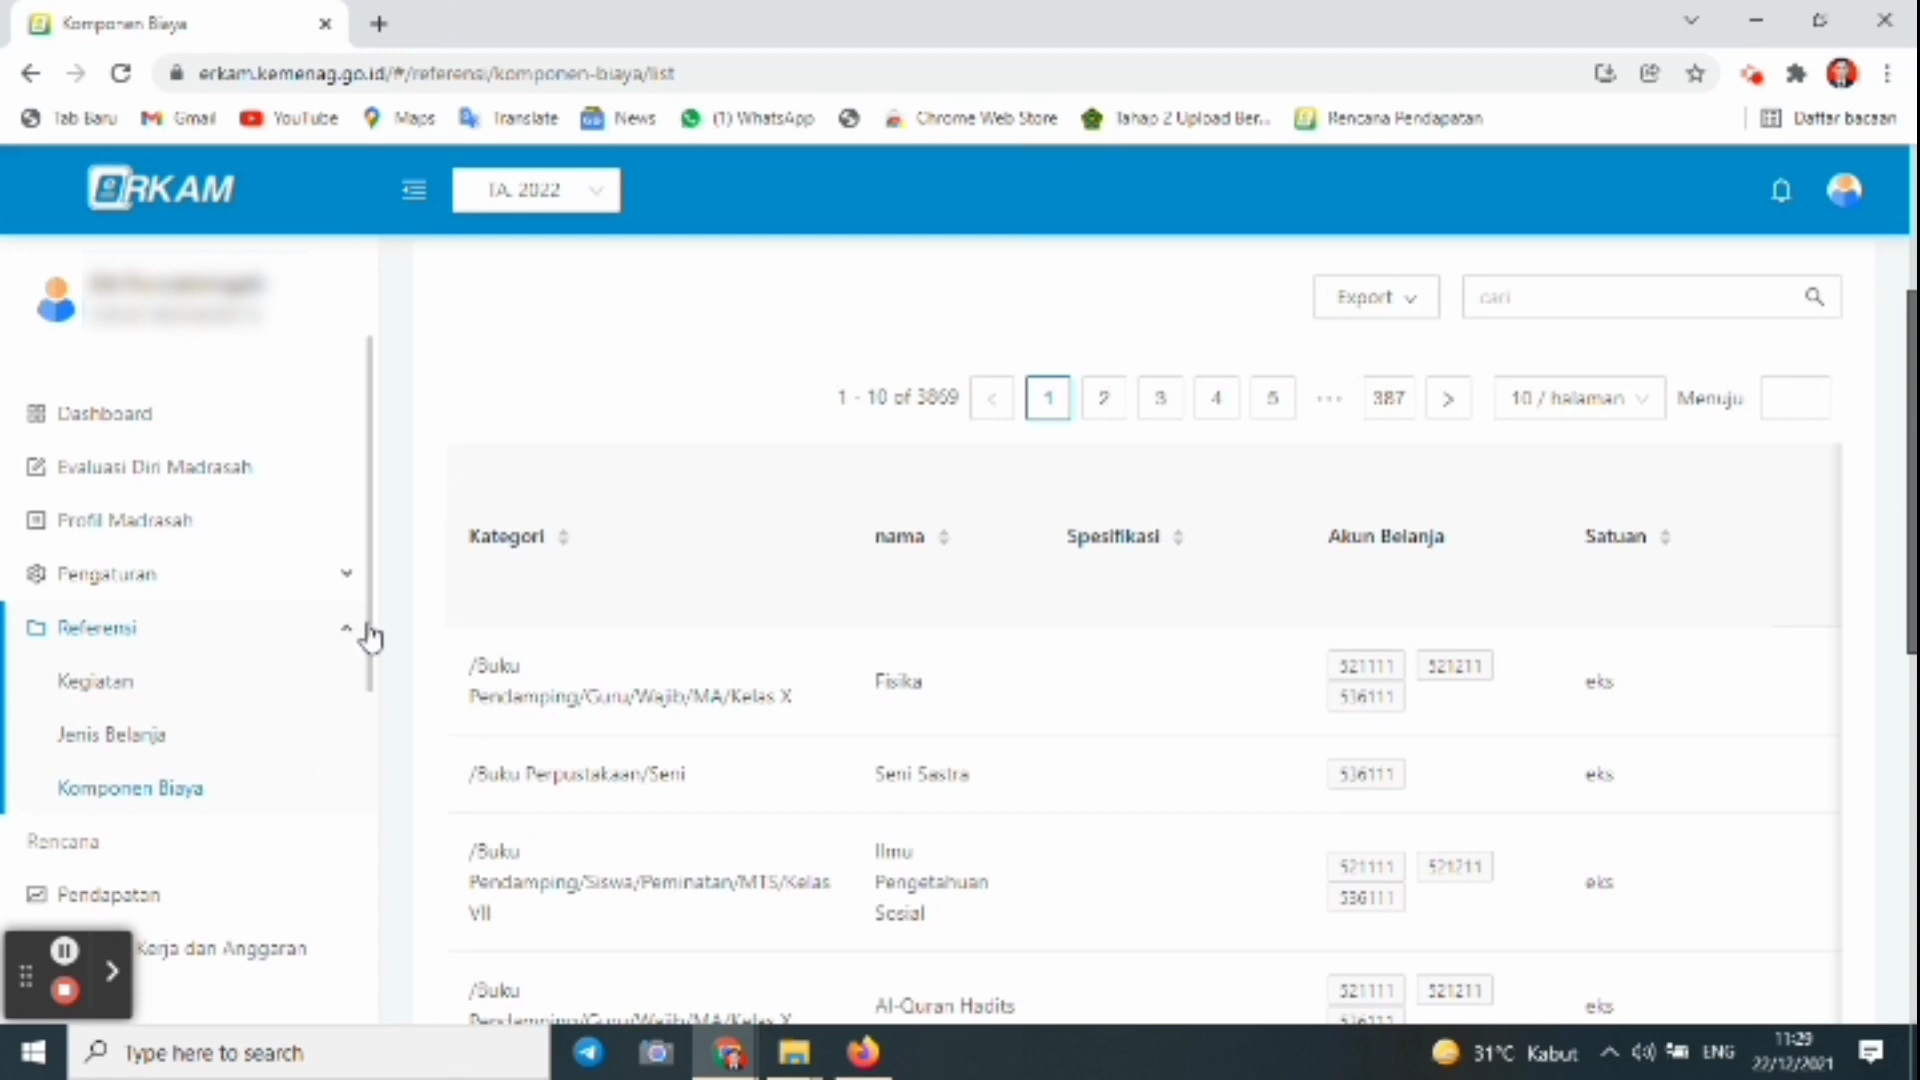 Komponen Biaya
erkam.kemenag.go.id/#/referensi/komponen-biaya/list
Tab Baru Gmail YouTube Maps Translate News (1) WhatsApp Chrome Web Store Tahap 2 Upload Ber... Rencana Pendapatan Daftar bacaan
eRKAM TA. 2022
Export cari
1 - 10 of 3869 < 1 2 3 4 5 ... 387 > 10 / halaman Menuju
Dashboard
Evaluasi Diri Madrasah
Profil Madrasah
Pengaturan
Referensi
Kegiatan
Jenis Belanja
Komponen Biaya
Rencana
Pendapatan
Kerja dan Anggaran
Kategori nama Spesifikasi Akun Belanja Satuan
/Buku
Pendamping/Guru/Wajib/MA/Kelas X
Fisika
521111 521211
536111
eks
/Buku Perpustakaan/Seni Seni Sastra 536111 eks
/Buku
Pendamping/Siswa/Peminatan/MTS/Kelas
VII
Ilmu
Pengetahuan
Sosial
521111 521211
536111
eks
/Buku
Pendamping/Guru/Wajib/MA/Kelas X
Al-Quran Hadits
521111 521211
536111
eks
Type here to search
31°C Kabut ENG
11:29
22/12/2021